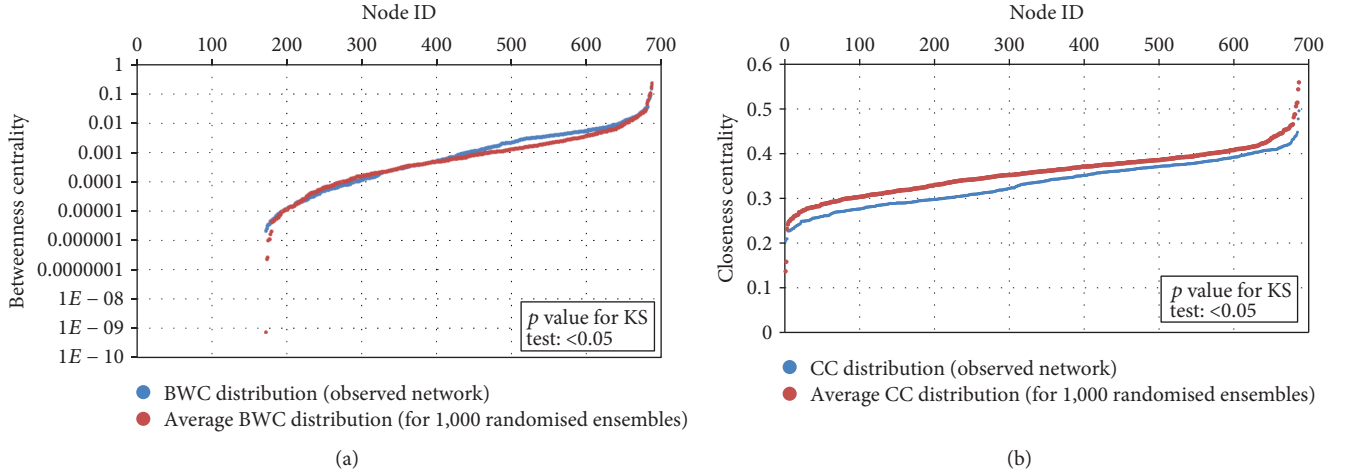 Node ID
0 100 200 300 400 500 600 700
1
0.1
0.01
0.001
0.0001
0.00001
0.000001
0.0000001
1E − 08
1E − 09
1E − 10
Betweenness centrality
p value for KS
test: <0.05
BWC distribution (observed network)
Average BWC distribution (for 1,000 randomised ensembles)
(a)
Node ID
0 100 200 300 400 500 600 700
0.6
0.5
0.4
0.3
0.2
0.1
0
Closeness centrality
p value for KS
test: <0.05
CC distribution (observed network)
Average CC distribution (for 1,000 randomised ensembles)
(b)